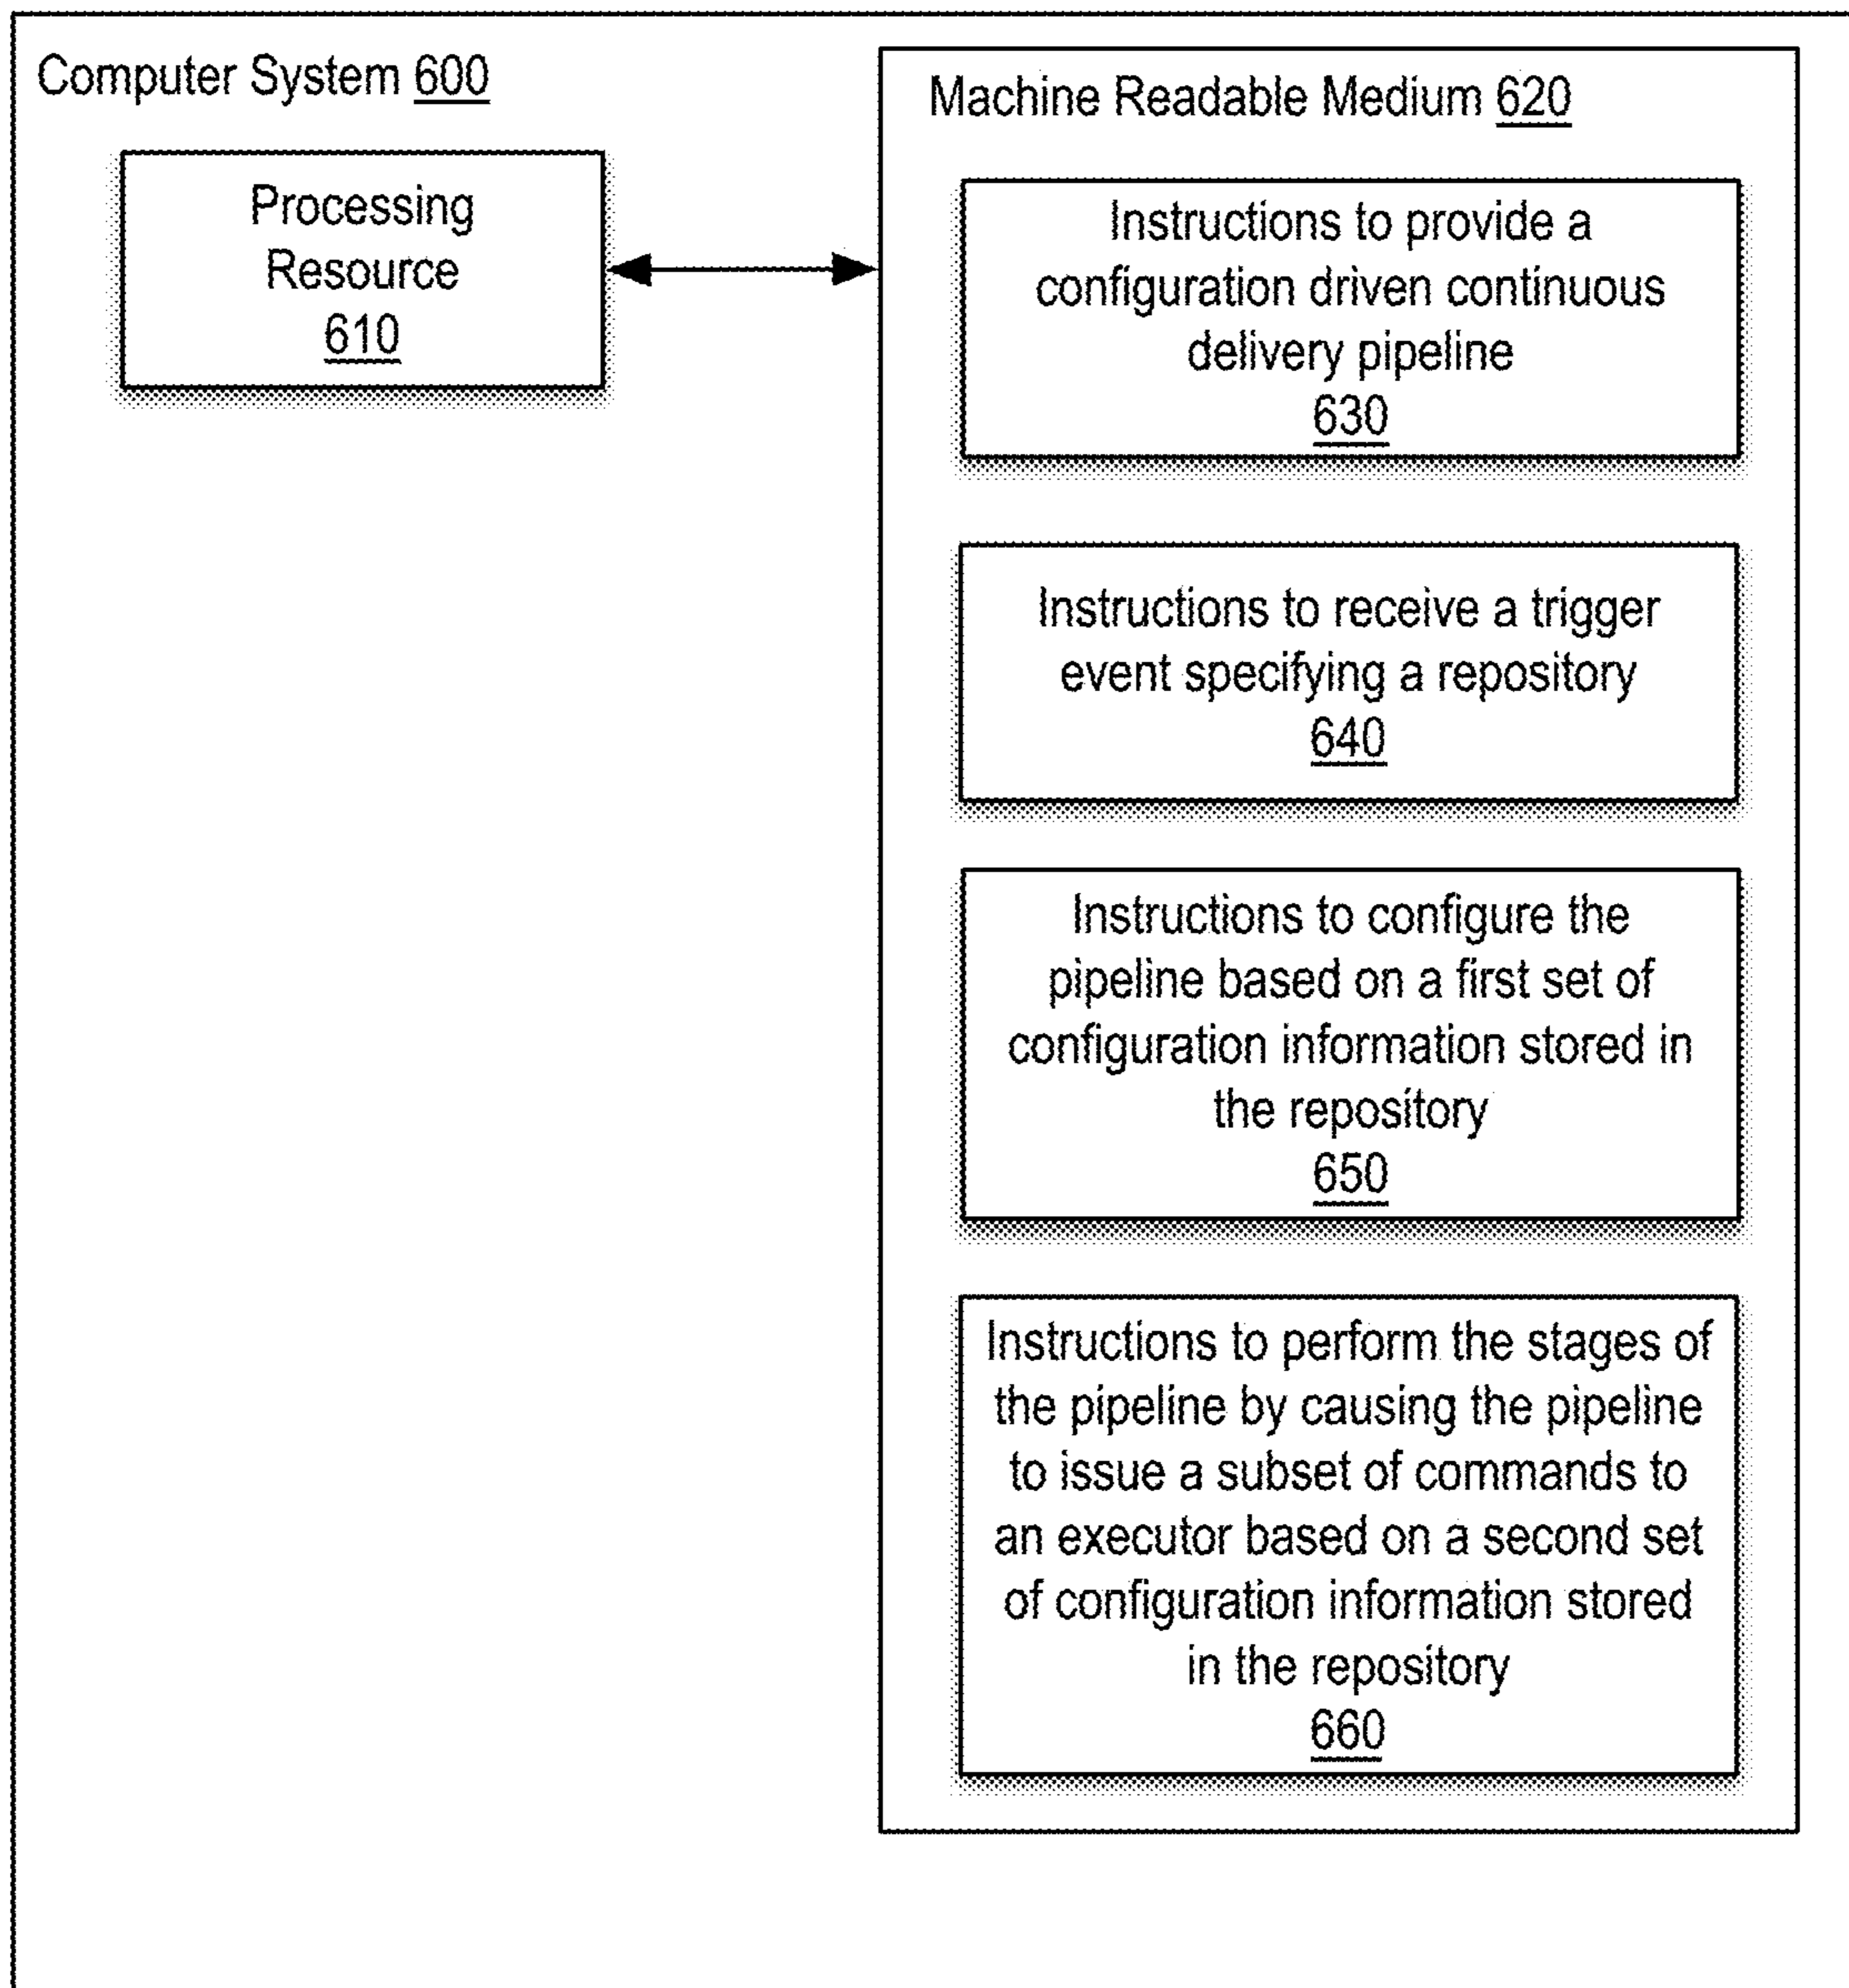 Computer System 600
Processing
Resource
610
Machine Readable Medium 620
Instructions to provide a
configuration driven continuous
delivery pipeline
630
Instructions to receive a trigger
event specifying a repository
640
Instructions to configure the
pipeline based on a first set of
configuration information stored in
the repository
650
Instructions to perform the stages of
the pipeline by causing the pipeline
to issue a subset of commands to
an executor based on a second set
of configuration information stored
in the repository
660